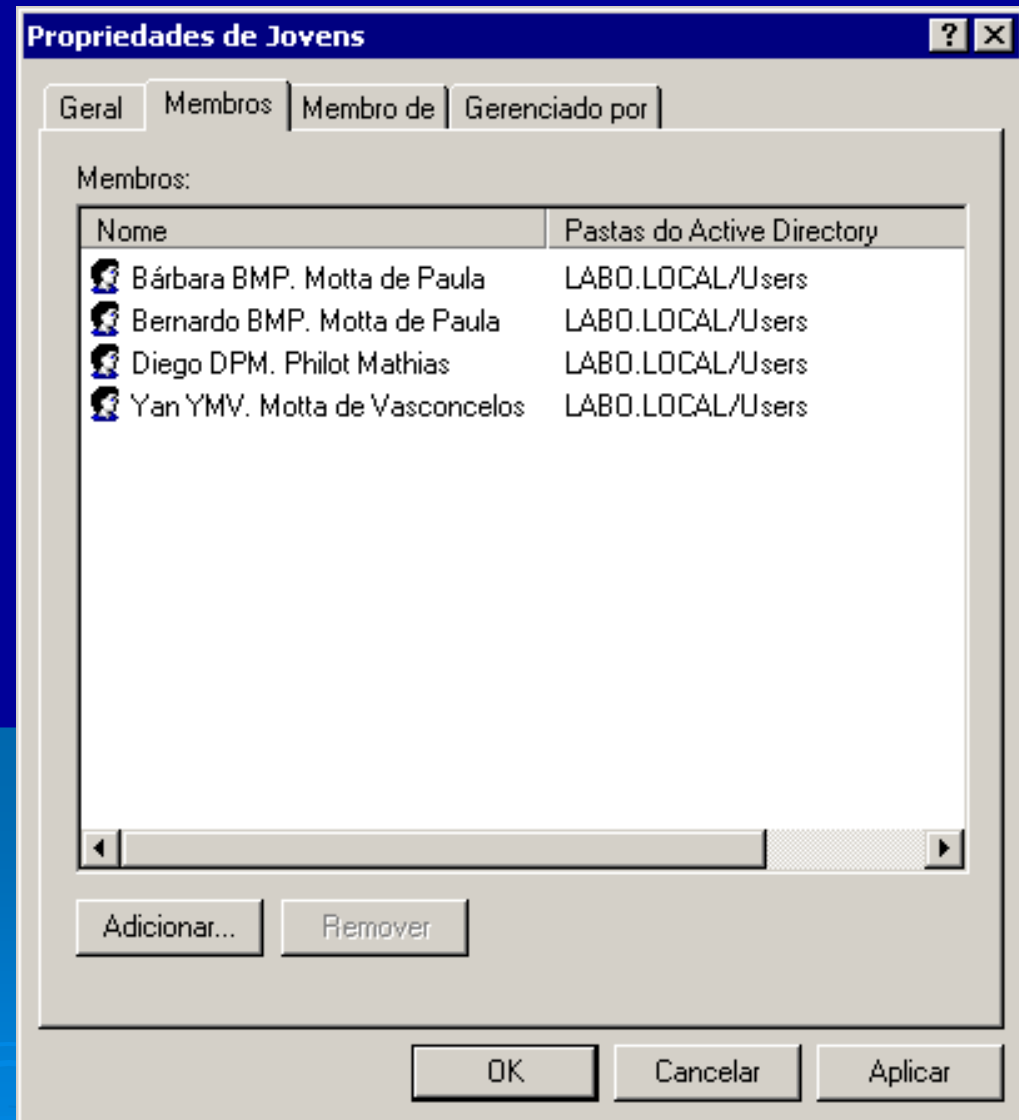 Propriedades de Jovens
Geral Membros Membro de Gerenciado por
Membros:
Nome Pastas do Active Directory
Bárbara BMP. Motta de Paula LABO.LOCAL/Users
Bernardo BMP. Motta de Paula LABO.LOCAL/Users
Diego DPM. Philot Mathias LABO.LOCAL/Users
Yan YMV. Motta de Vasconcelos LABO.LOCAL/Users
Adicionar... Remover
OK Cancelar Aplicar